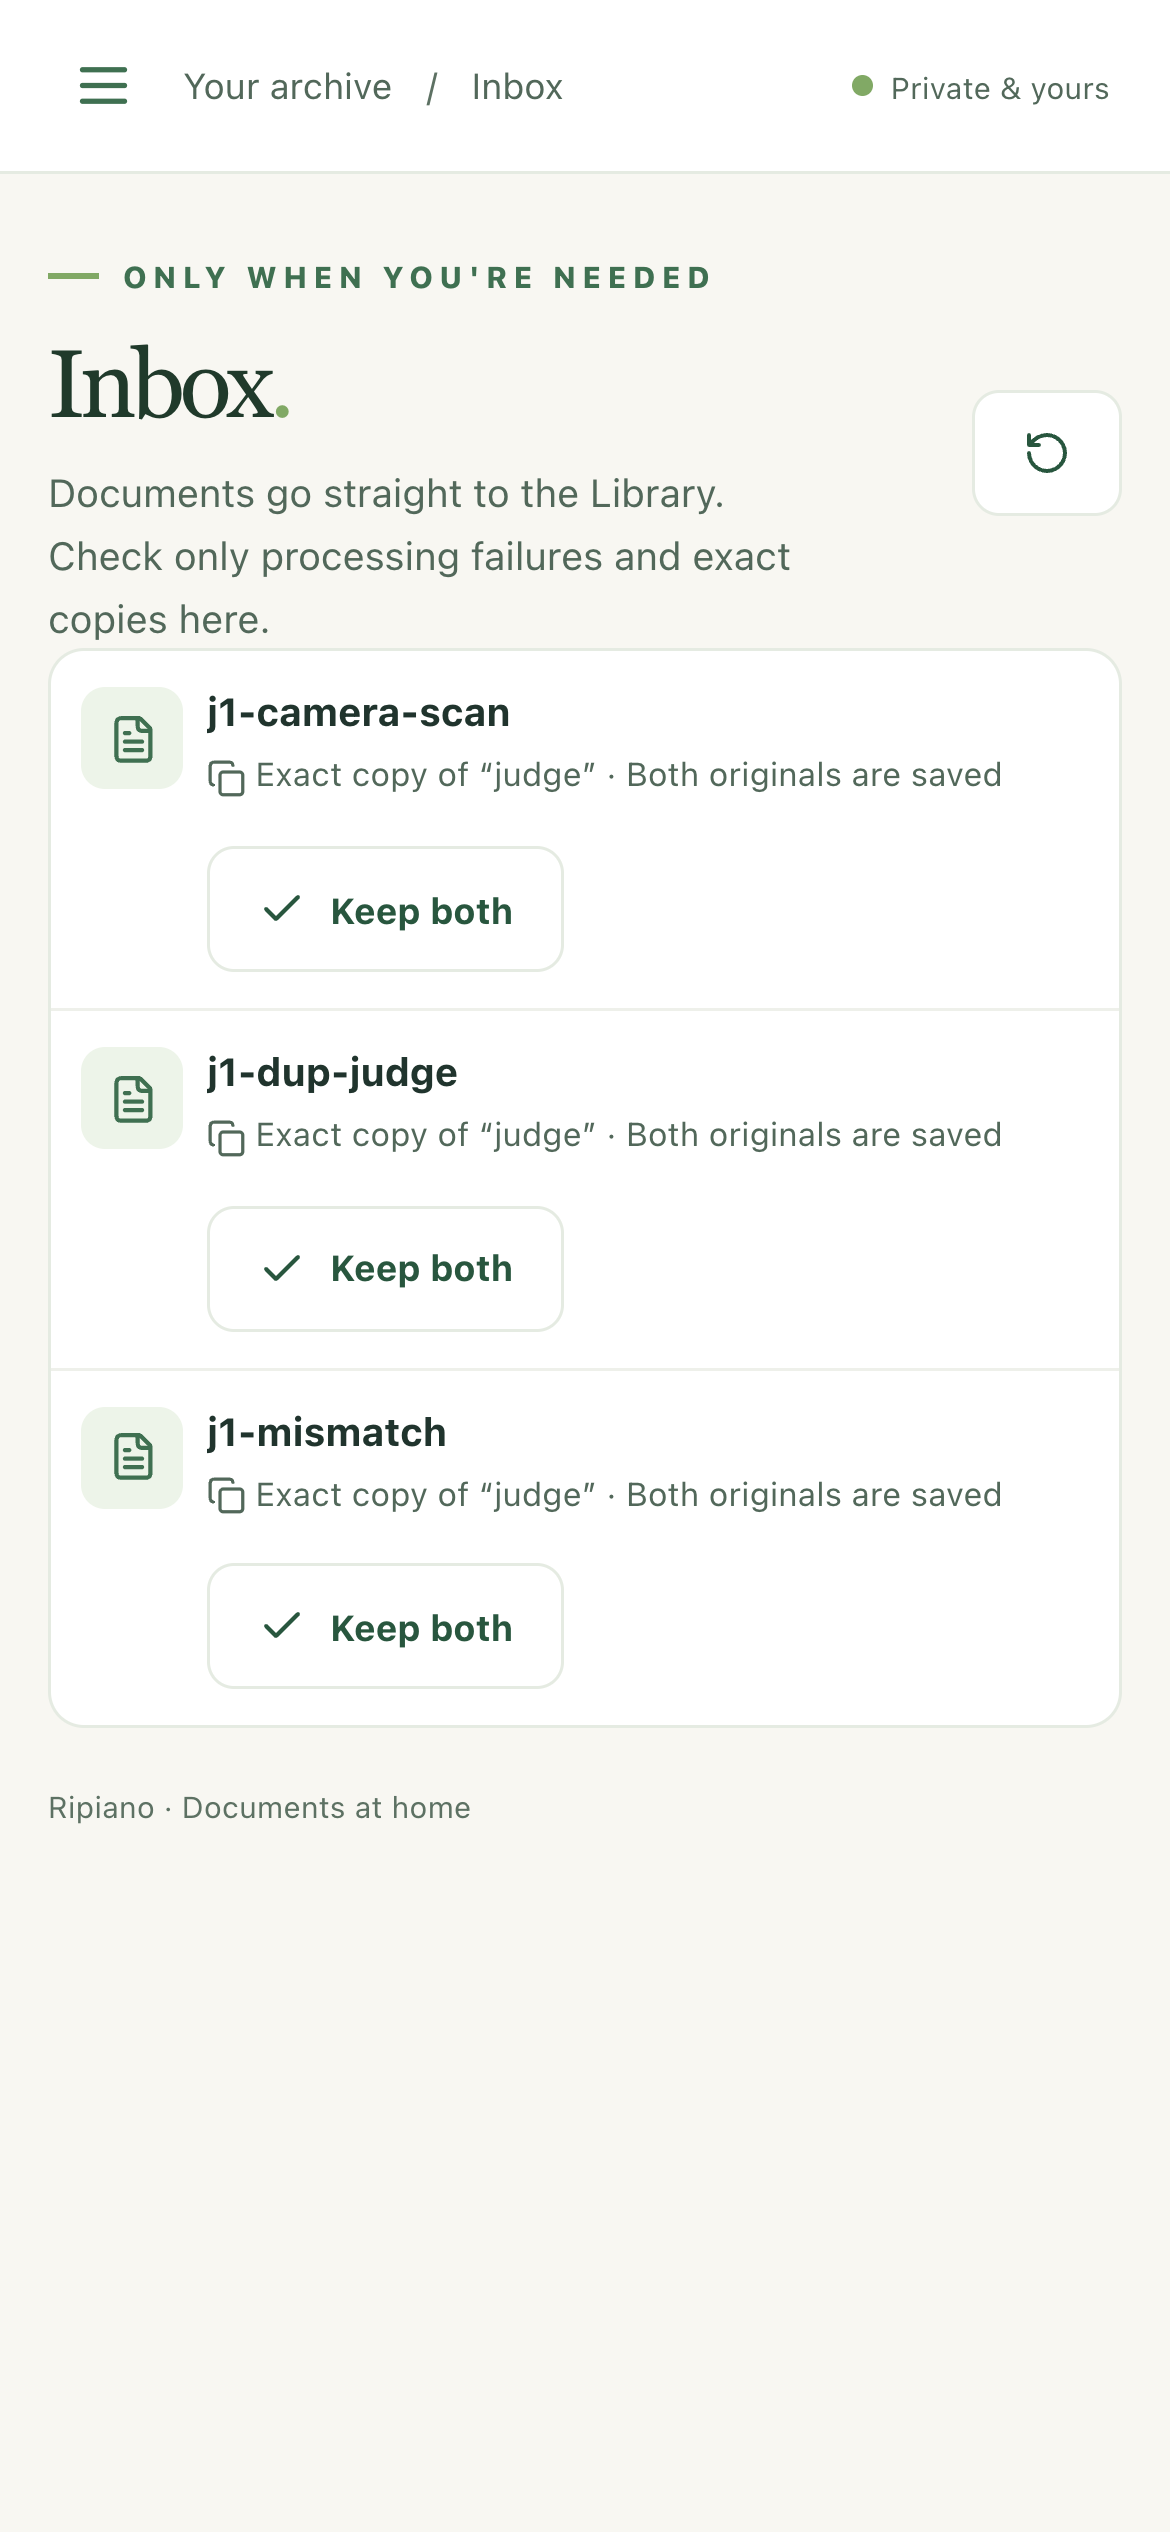 Your archive / Inbox
Private & yours
ONLY WHEN YOU'RE NEEDED
Inbox.
Documents go straight to the Library.
Check only processing failures and exact
copies here.
j1-camera-scan
Exact copy of “judge” · Both originals are saved
Keep both
j1-dup-judge
Exact copy of “judge” · Both originals are saved
Keep both
j1-mismatch
Exact copy of “judge” · Both originals are saved
Keep both
Ripiano · Documents at home